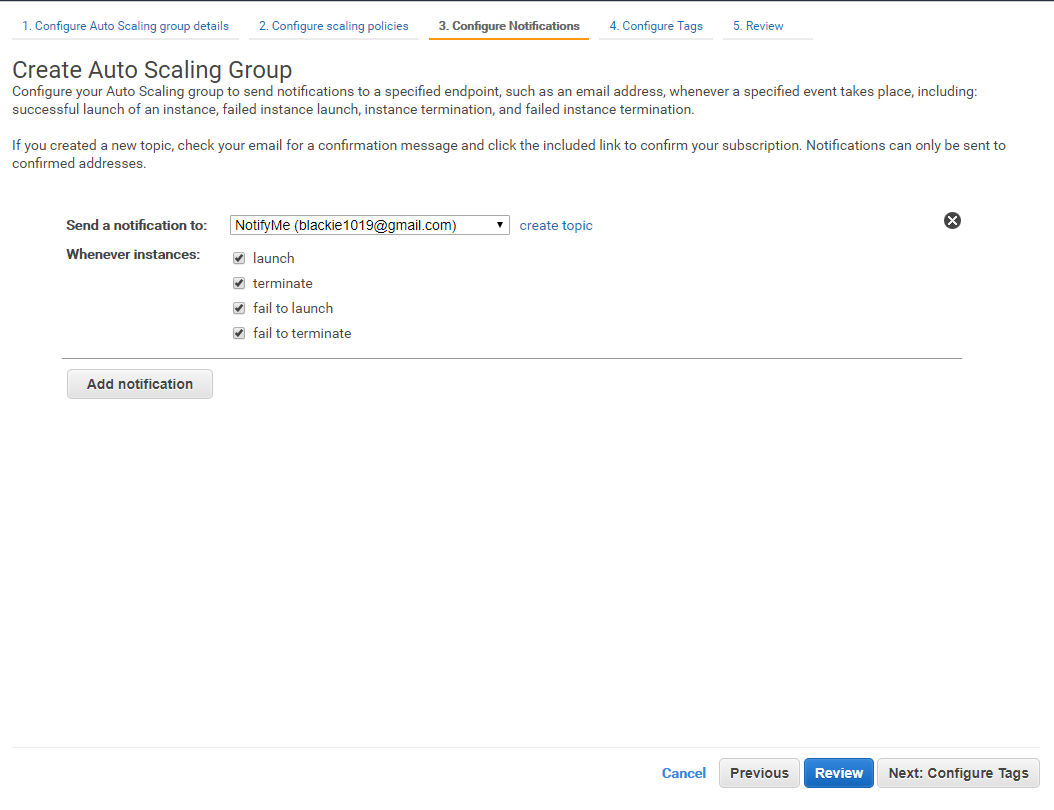 1. Configure Auto Scaling group details 2. Configure scaling policies 3. Configure Notifications 4. Configure Tags 5. Review
Create Auto Scaling Group
Configure your Auto Scaling group to send notifications to a specified endpoint, such as an email address, whenever a specified event takes place, including:
successful launch of an instance, failed instance launch, instance termination, and failed instance termination.
If you created a new topic, check your email for a confirmation message and click the included link to confirm your subscription. Notifications can only be sent to
confirmed addresses.
Send a notification to: NotifyMe (blackie1019@gmail.com) create topic
Whenever instances: launch
terminate
fail to launch
fail to terminate
Add notification
Cancel Previous Review Next: Configure Tags